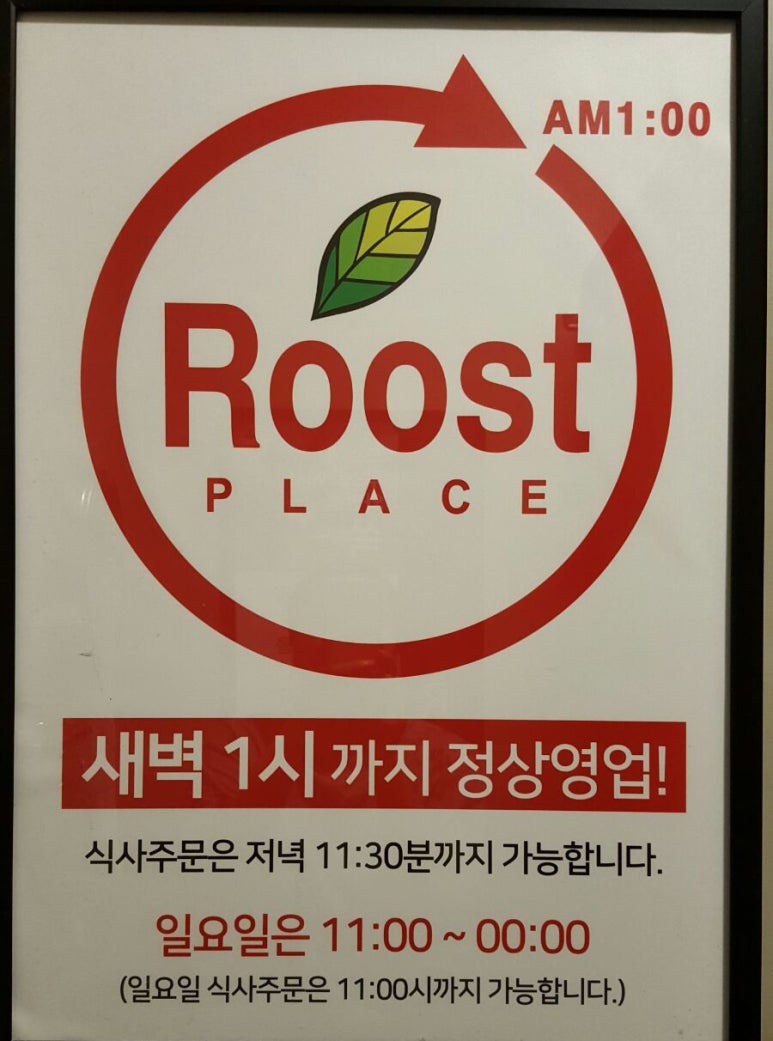 AM1:00
Roost
PLACE
새벽 1시 까지 정상영업!
식사주문은 저녁 11:30분까지 가능합니다.
일요일은 11:00 ~ 00:00
(일요일 식사주문은 11:00시까지 가능합니다.)